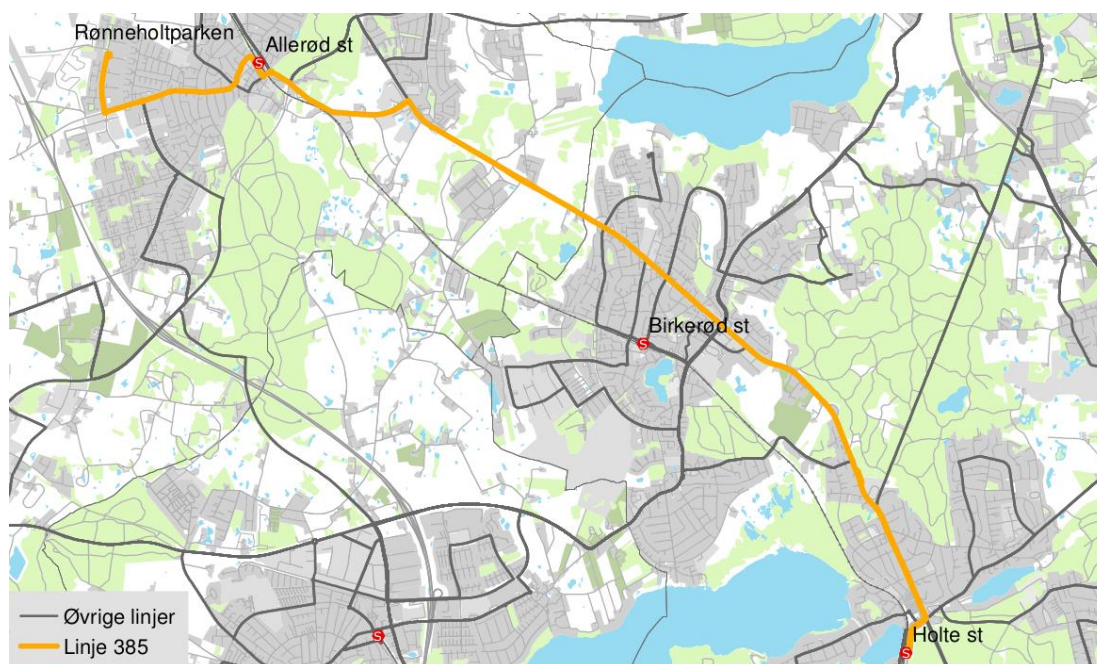 Rønneholtparken
Allerød st
S
Birkerød st
S
Øvrige linjer
Linje 385
S
Holte st
S